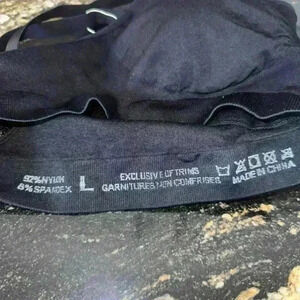 92% NYLON
8% SPANDEX
L
EXCLUSIVE OF TRIMS
GARNITURES NON COMPRISES
MADE IN CHINA